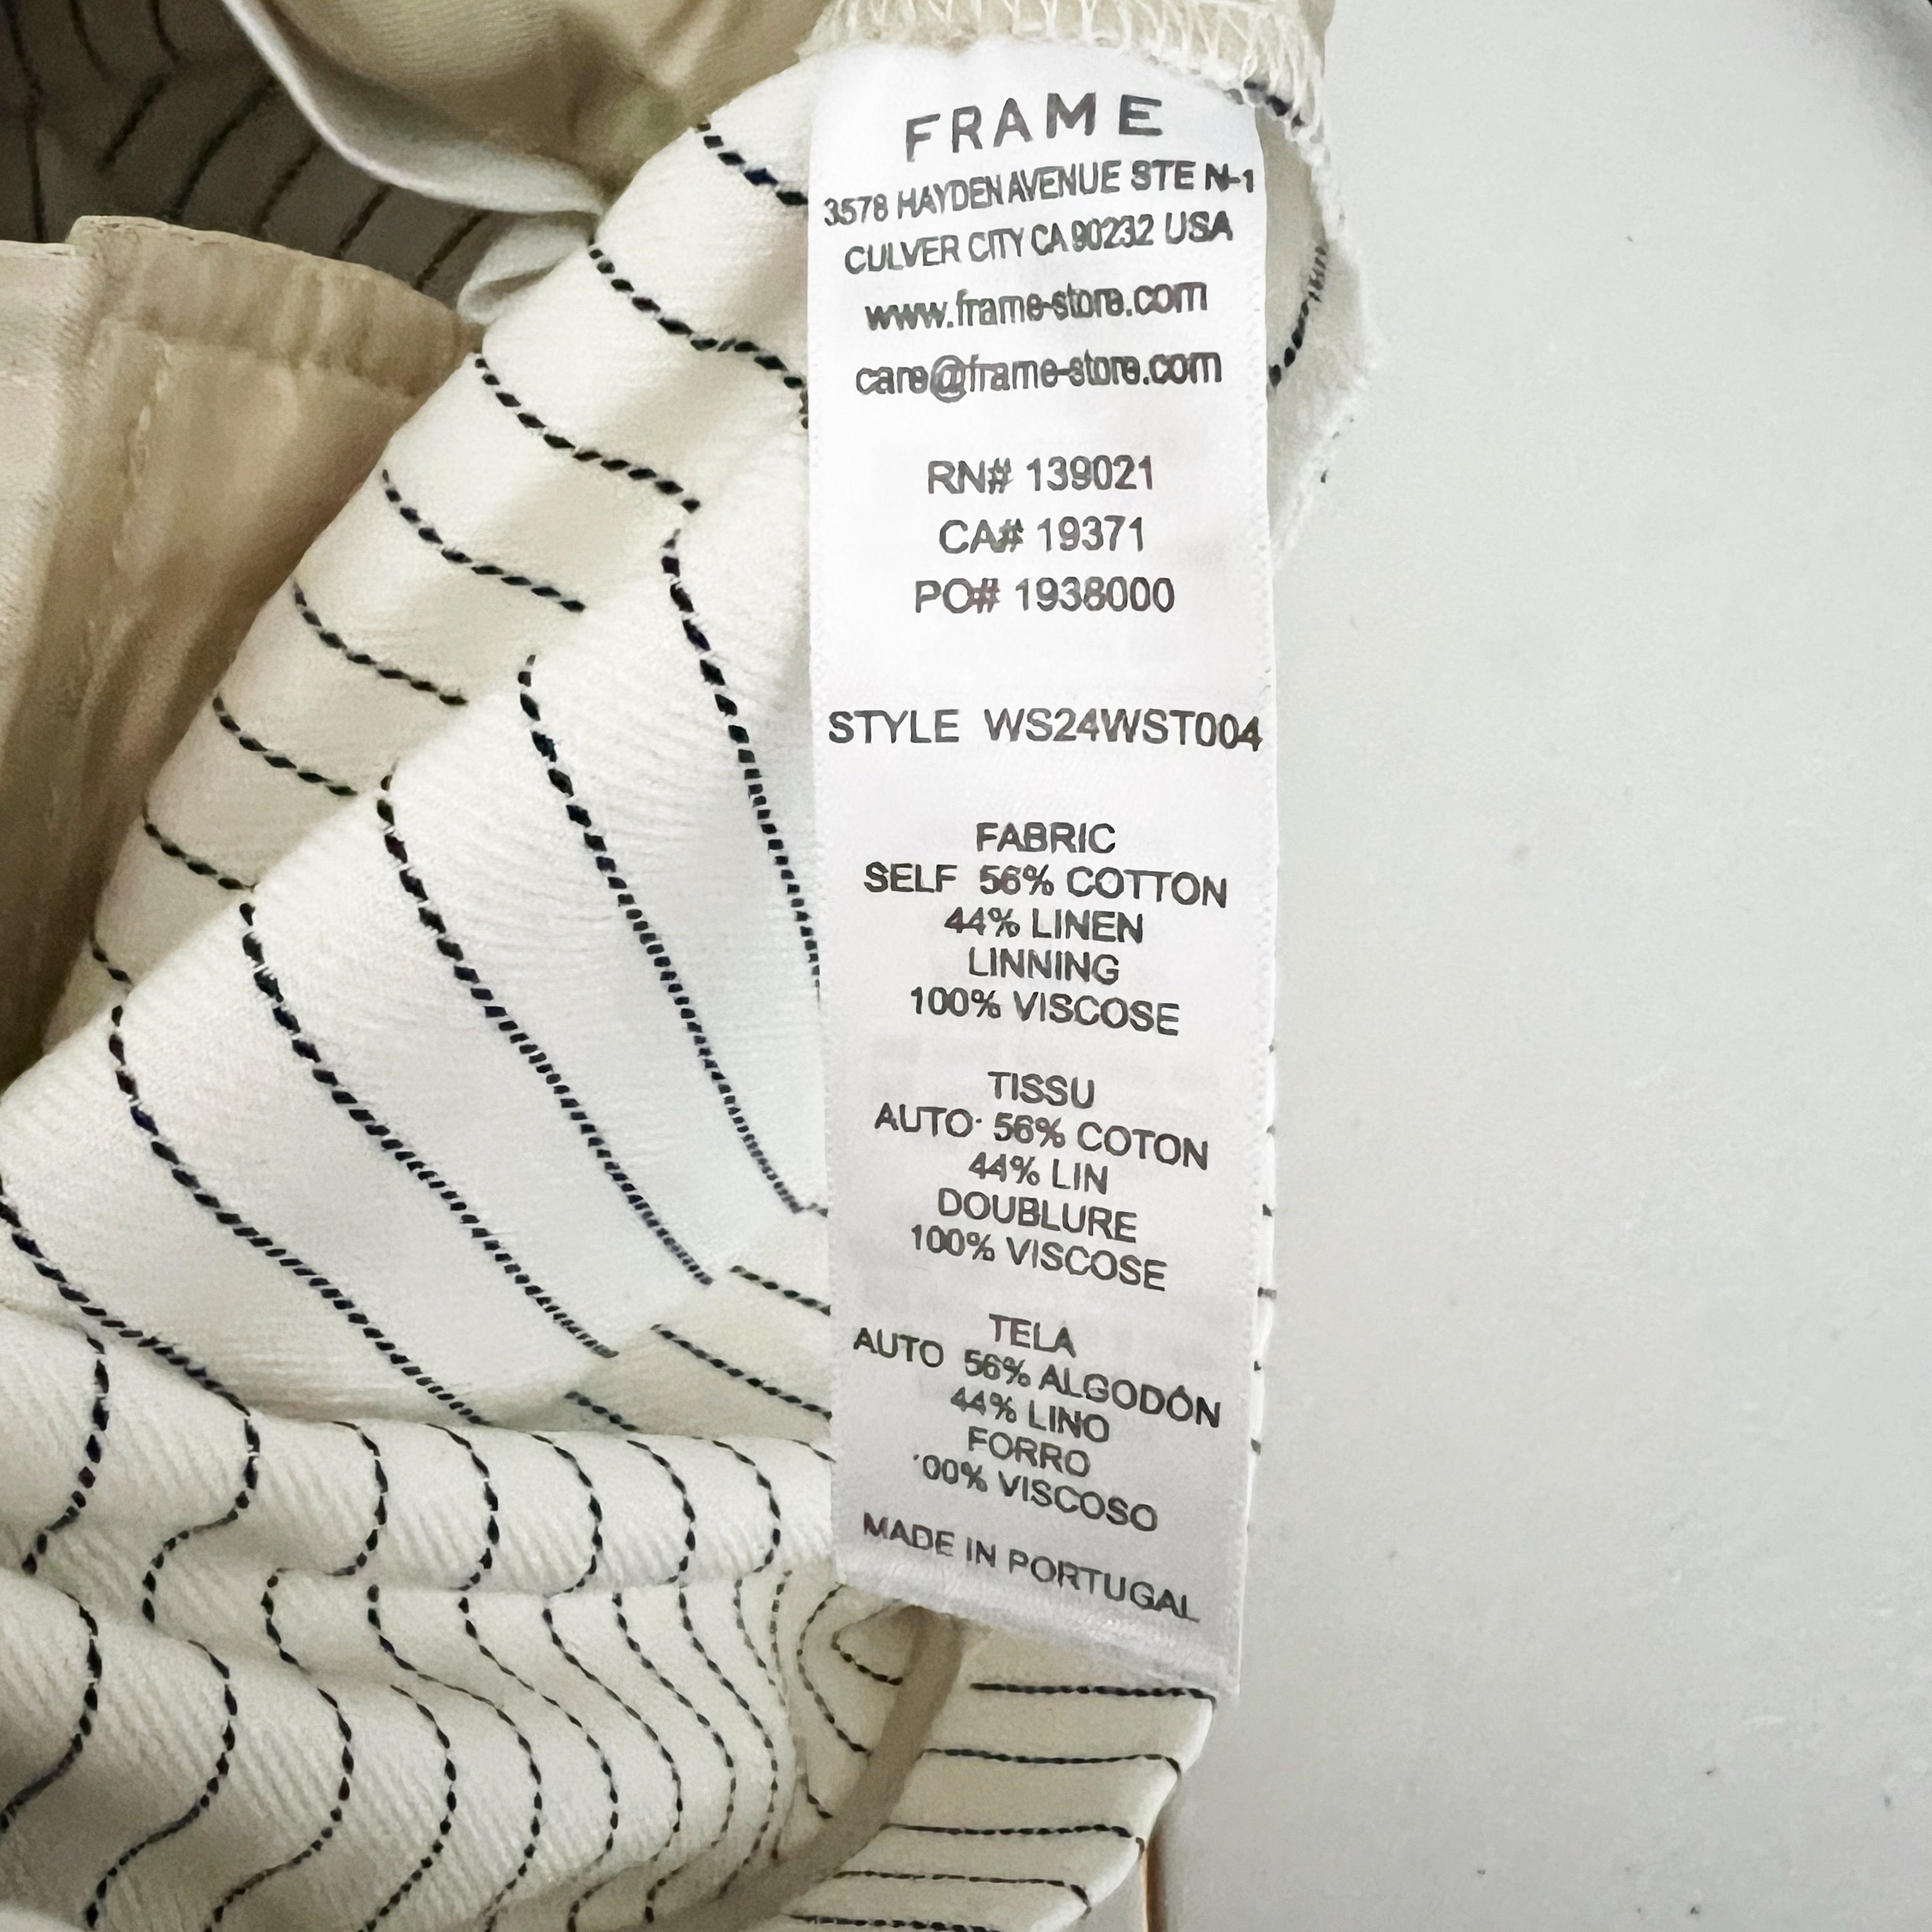 FRAME
3578 HAYDEN AVENUE STE N-1
CULVER CITY CA 90232 USA
www.frame-store.com
care@frame-store.com
RN# 139021
CA# 19371
PO# 1938000
STYLE WS24WST004
FABRIC
SELF 56% COTTON
44% LINEN
LINNING
100% VISCOSE
TISSU
AUTO· 56% COTON
44% LIN
DOUBLURE
100% VISCOSE
TELA
AUTO 56% ALGODÓN
44% LINO
FORRO
'00% VISCOSO
MADE IN PORTUGAL